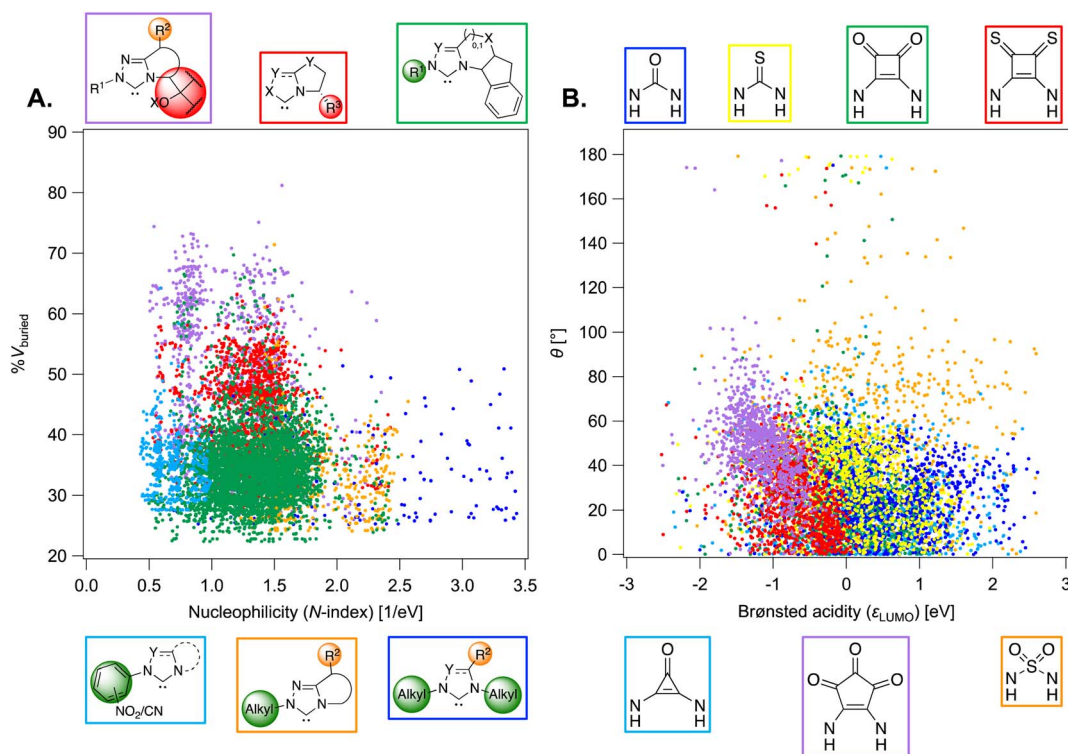 A.
R²
N
N
N
R¹
XO
Y
Y
X
N
R³
( )0,1
Y
X
R¹
N
N
90
80
70
60
50
40
30
20
%Vburied
0.0 0.5 1.0 1.5 2.0 2.5 3.0 3.5
Nucleophilicity (N-index) [1/eV]
Y
N
N
NO₂/CN
R²
N
Alkyl
N
N
R²
Y
Alkyl
N
N
Alkyl
B.
O
N N
H H
S
N N
H H
O O
N N
H H
S S
N N
H H
180
160
140
120
100
80
60
40
20
0
θ [°]
-3 -2 -1 0 1 2 3
Brønsted acidity (εLUMO) [eV]
O
N N
H H
O
O O
N N
H H
O O
S
N N
H H